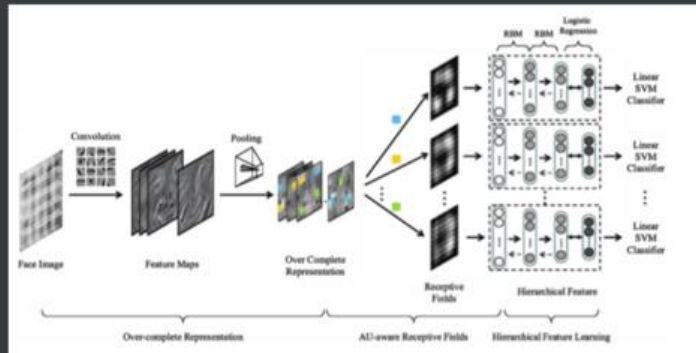 Logistic
Regression
RBM RBM
Convolution
Pooling
Linear
SVM
Classifier
Linear
SVM
Classifier
Linear
SVM
Classifier
Face Image
Feature Maps
Over Complete
Representation
Receptive
Fields
Hierarchical Feature
Over-complete Representation
AU-aware Receptive Fields
Hierarchical Feature Learning